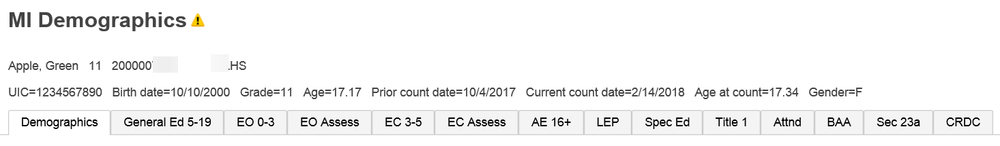 MI Demographics
Apple, Green 11 200000 .HS
UIC=1234567890 Birth date=10/10/2000 Grade=11 Age=17.17 Prior count date=10/4/2017 Current count date=2/14/2018 Age at count=17.34 Gender=F
Demographics General Ed 5-19 EO 0-3 EO Assess EC 3-5 EC Assess AE 16+ LEP Spec Ed Title 1 Attnd BAA Sec 23a CRDC